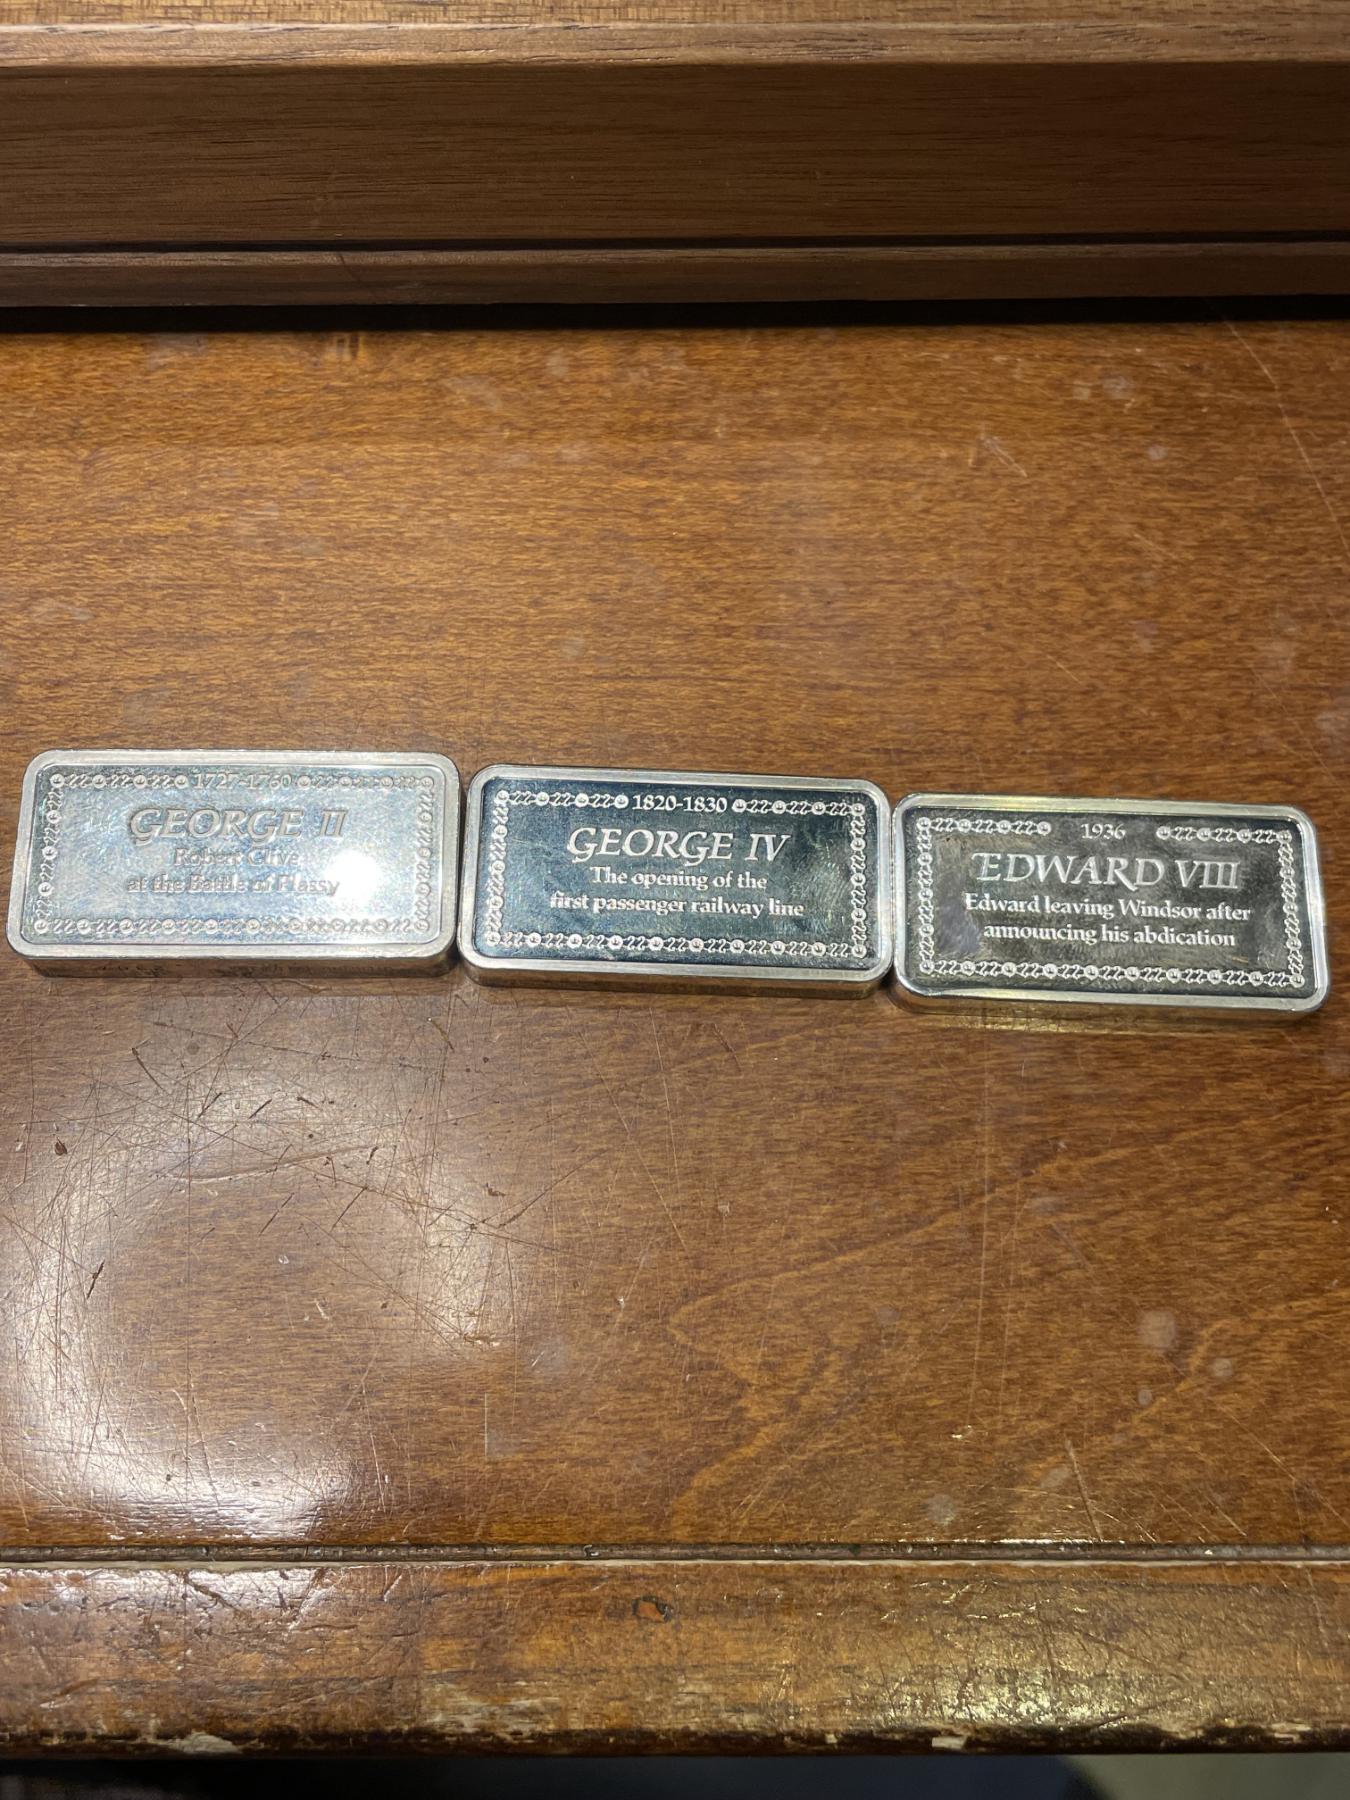 1727-1760
GEORGE II
Robert Clive
at the Battle of Plassy
1820-1830
GEORGE IV
The opening of the
first passenger railway line
1936
EDWARD VIII
Edward leaving Windsor after
announcing his abdication